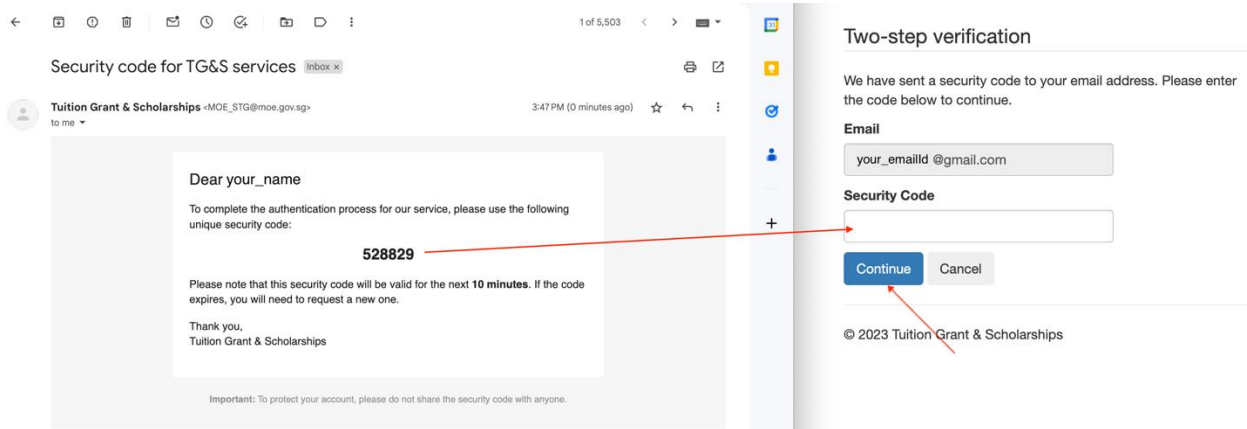 1 of 5,503
Security code for TG&S services Inbox ×
Tuition Grant & Scholarships <MOE_STG@moe.gov.sg>
3:47 PM (0 minutes ago)
to me
Dear your_name
To complete the authentication process for our service, please use the following
unique security code:
528829
Please note that this security code will be valid for the next 10 minutes. If the code
expires, you will need to request a new one.
Thank you,
Tuition Grant & Scholarships
Important: To protect your account, please do not share the security code with anyone.
31
Two-step verification
We have sent a security code to your email address. Please enter
the code below to continue.
Email
your_emailId @gmail.com
Security Code
Continue Cancel
© 2023 Tuition Grant & Scholarships